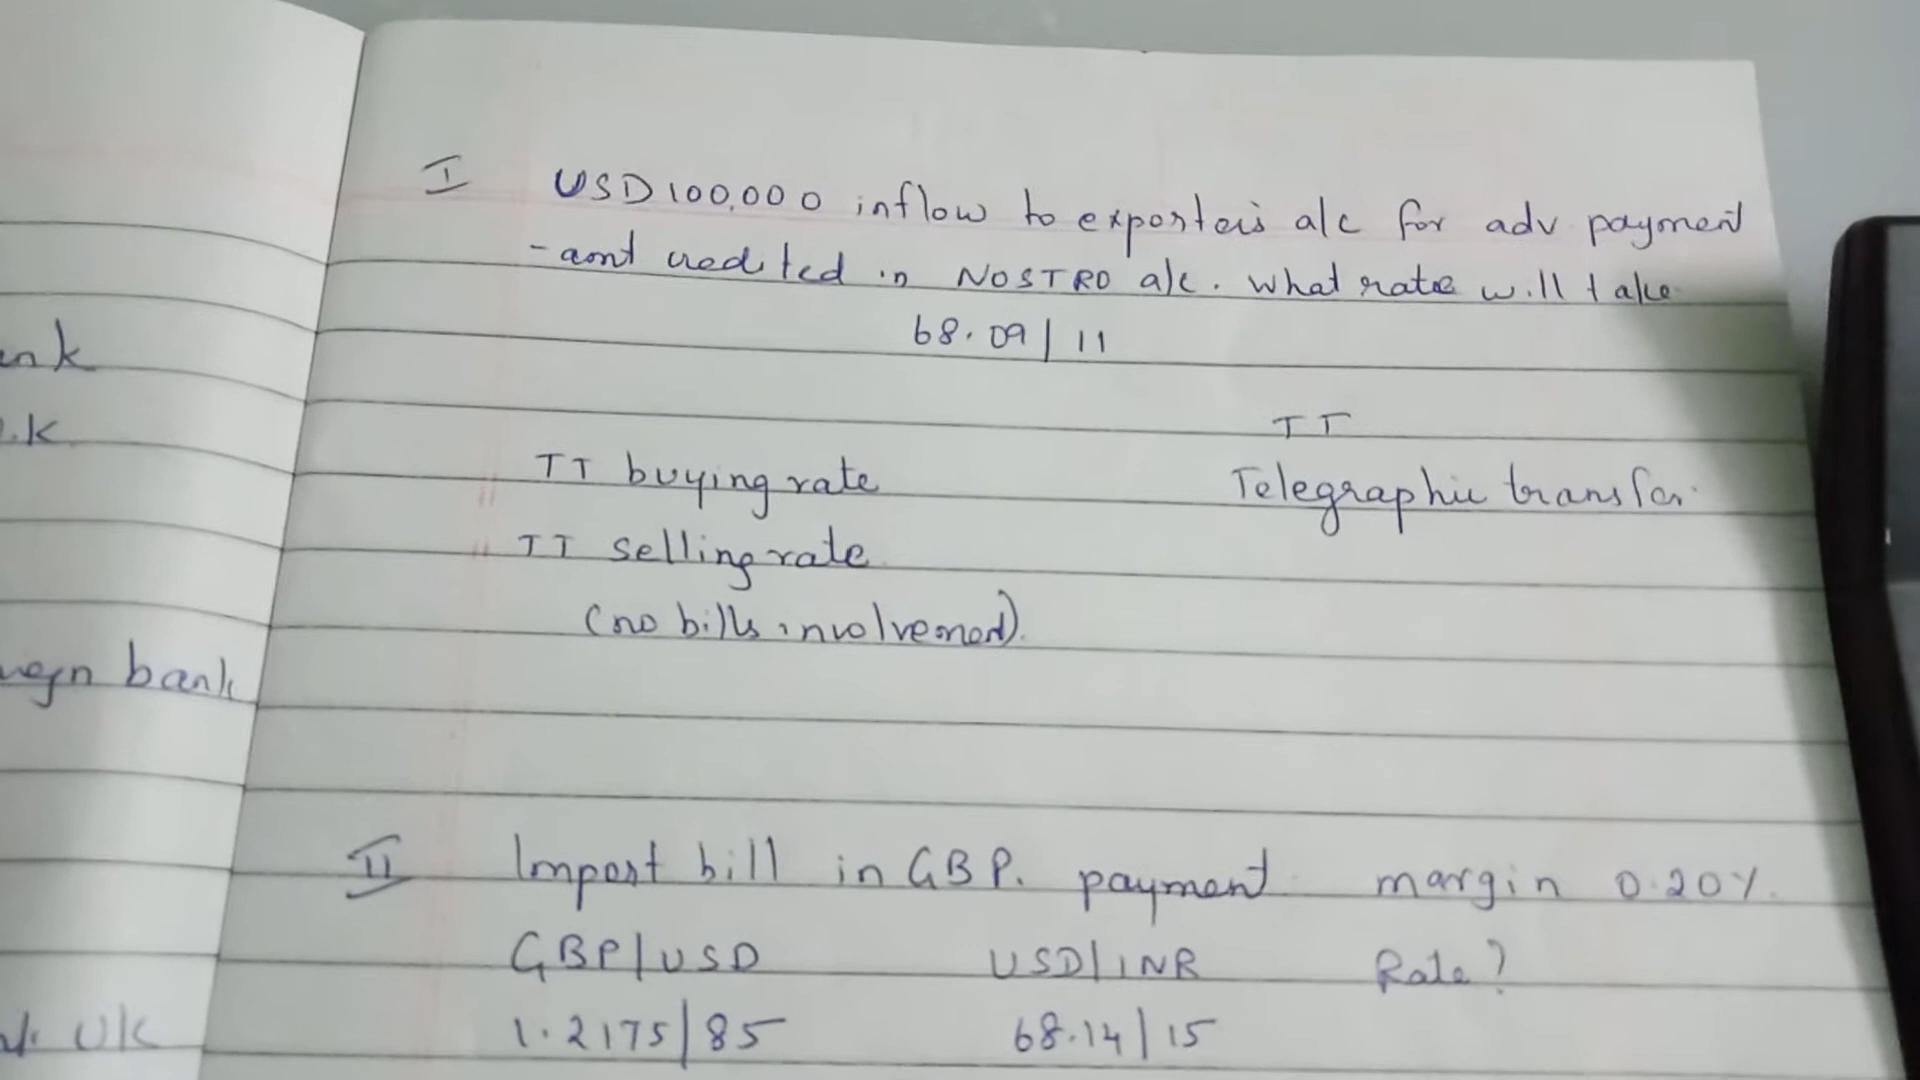 enk
.k
I USD 100,000 inflow to exporter's a/c for adv payment
- amt credited in NOSTRO a/c. What rate will take
68.09 | 11
TT
TT buying rate
Telegraphic transfer.
TT selling rate
(no bills involvement).
bank
II Import bill in GBP. payment margin 0.20%.
GBP/USD USD/INR Rate?
1.2175/85 68.14/15
UK